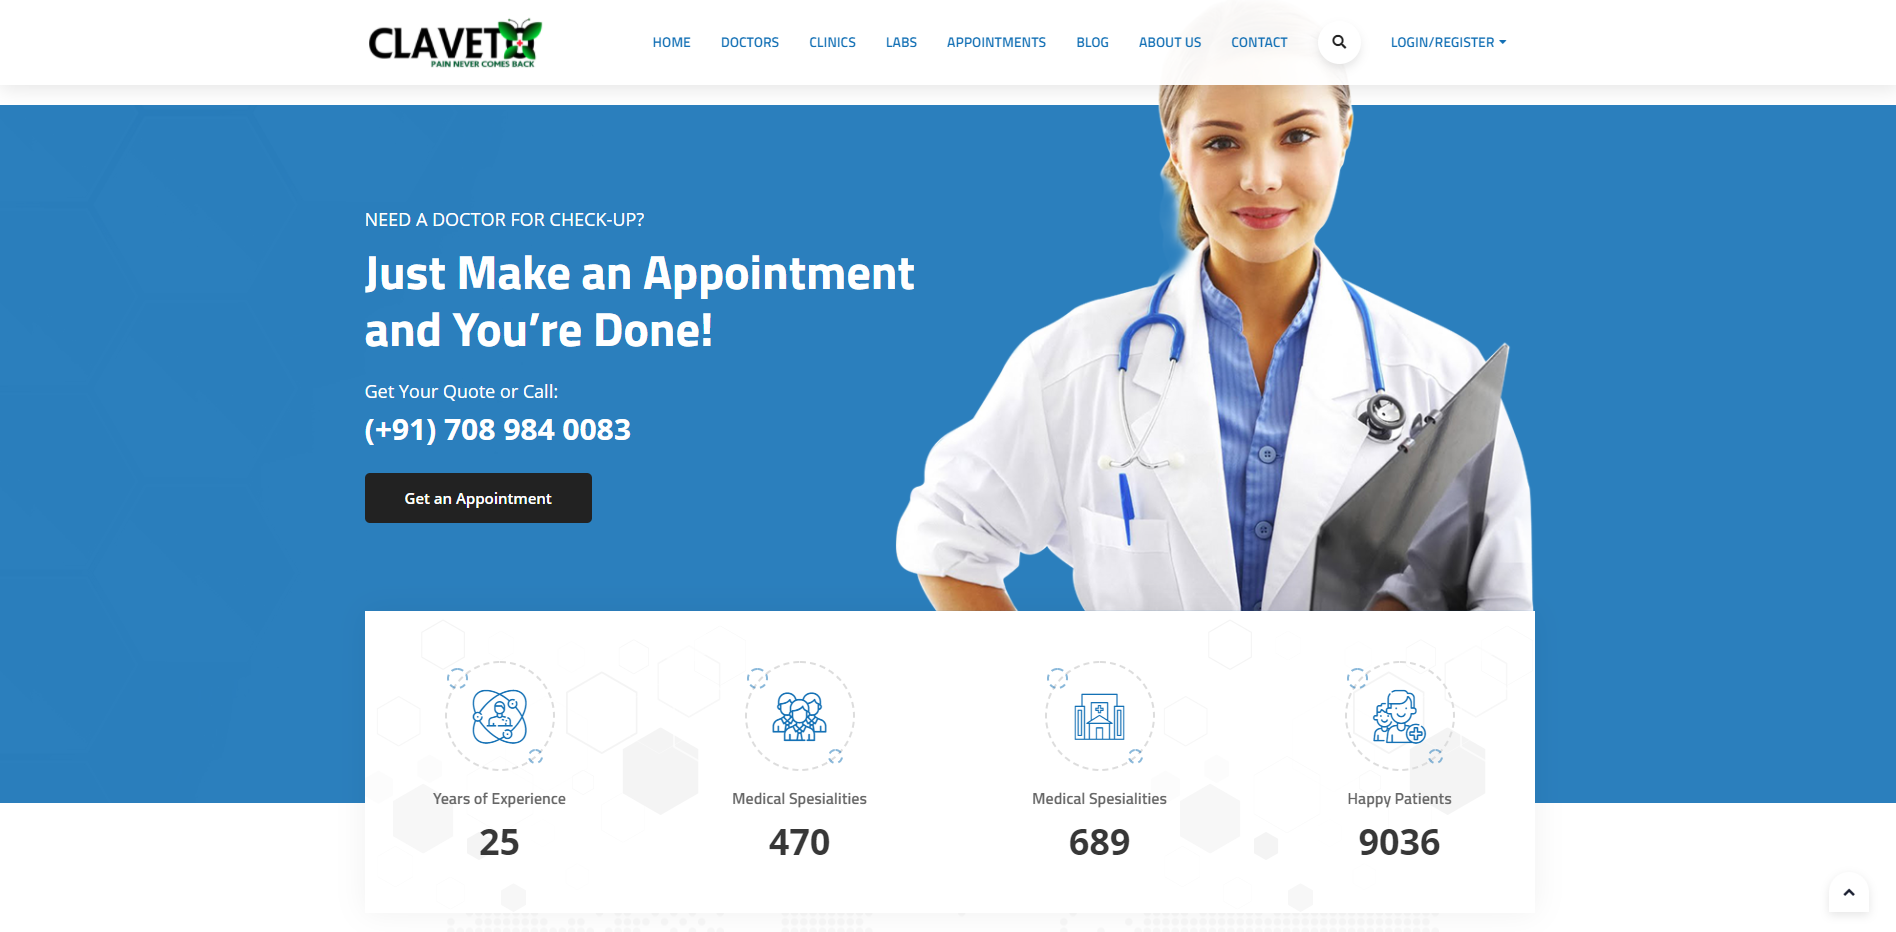 CLAVETO
PAIN NEVER COMES BACK
HOME DOCTORS CLINICS LABS APPOINTMENTS BLOG ABOUT US CONTACT LOGIN/REGISTER
NEED A DOCTOR FOR CHECK-UP?
Just Make an Appointment
and You’re Done!
Get Your Quote or Call:
(+91) 708 984 0083
Get an Appointment
Years of Experience
25
Medical Spesialities
470
Medical Spesialities
689
Happy Patients
9036